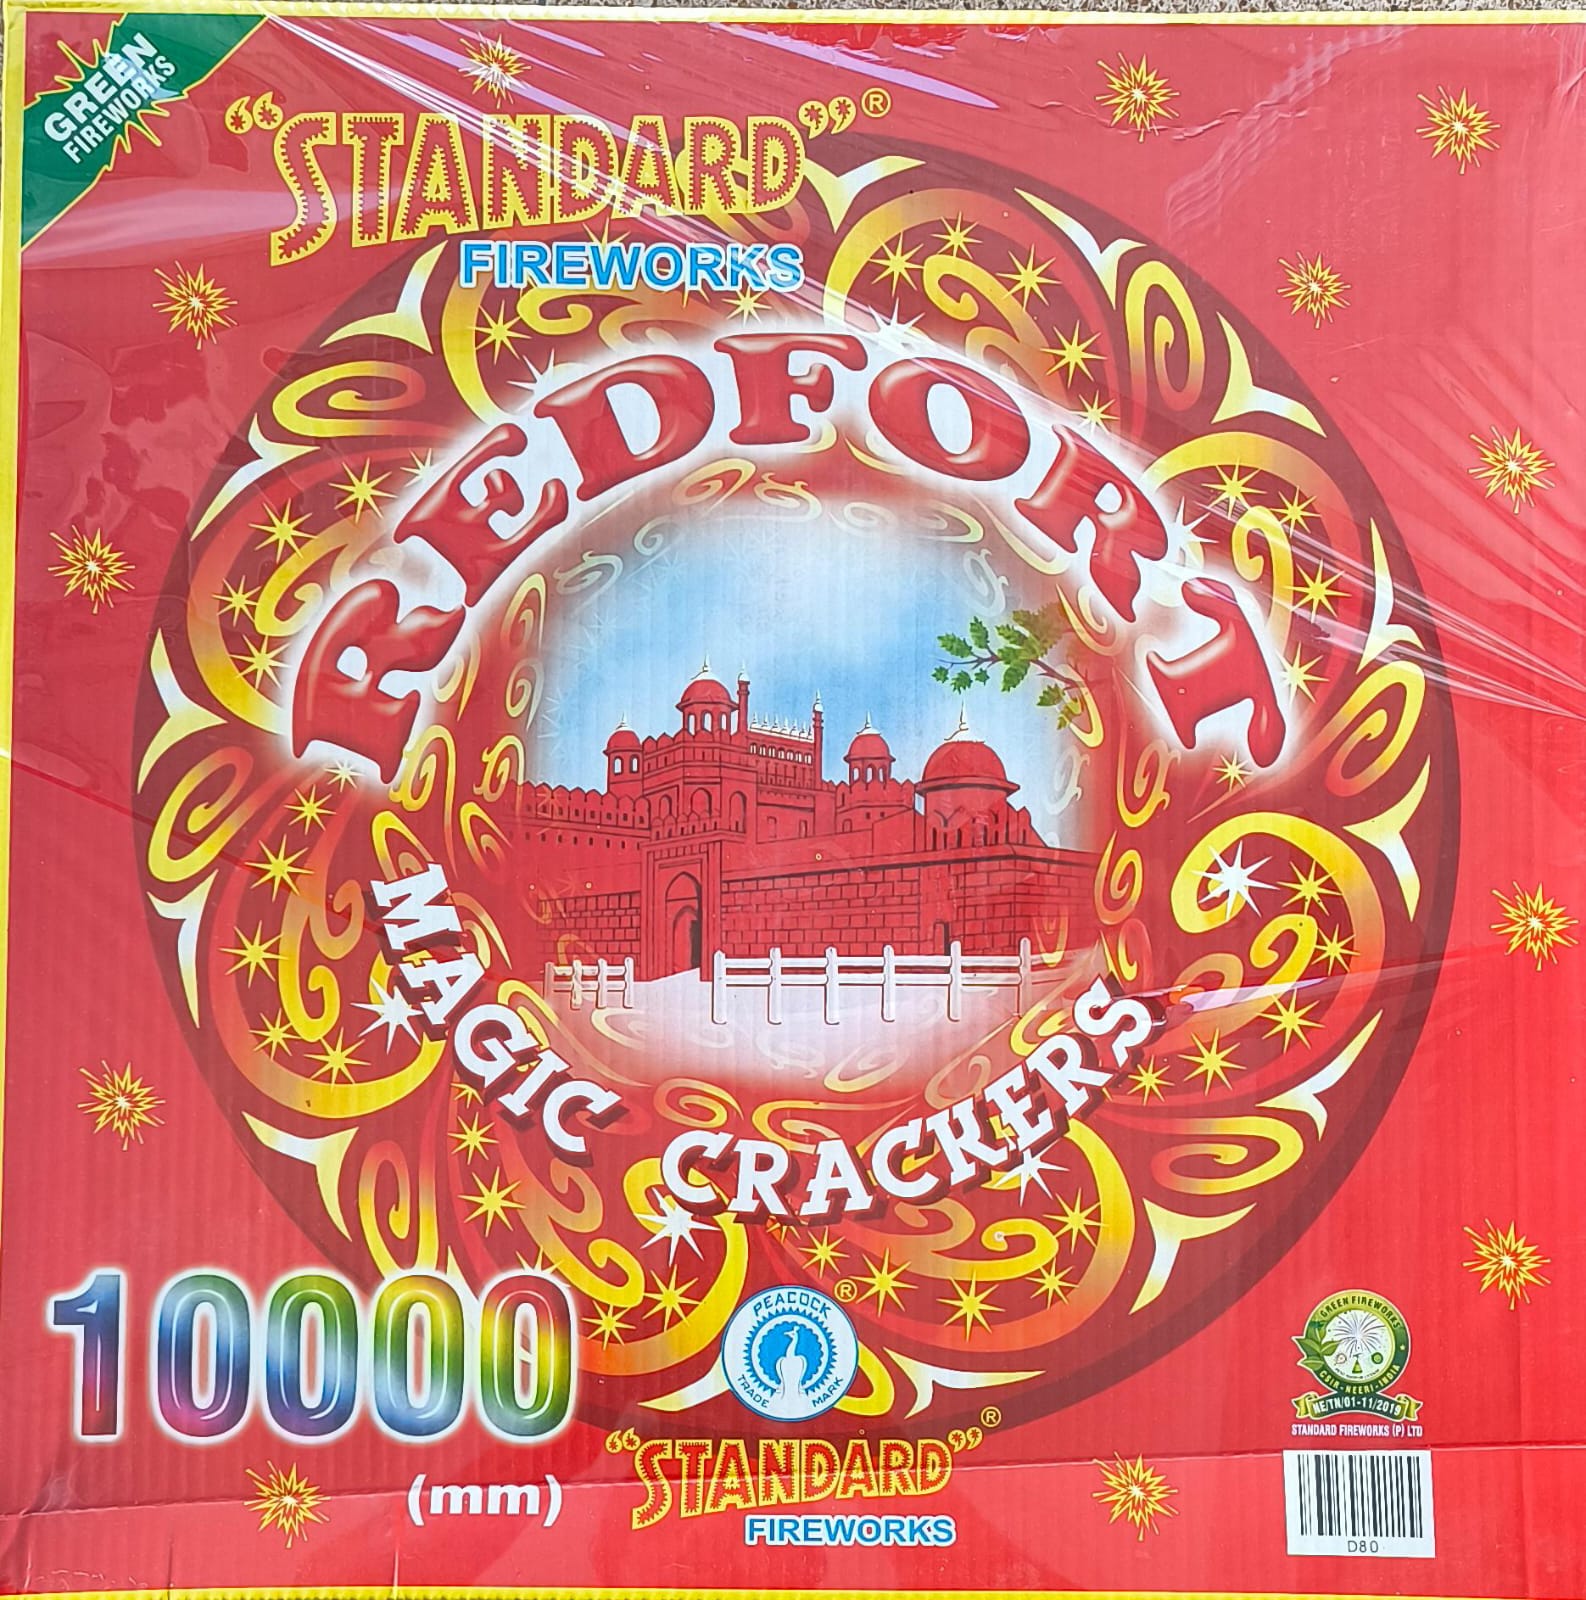 GREEN
FIREWORKS
“STANDARD”®
FIREWORKS
REDFORT
MAGIC CRACKERS
10000
(mm)
PEACOCK ®
TRADE MARK
“STANDARD”®
FIREWORKS
GREEN FIREWORKS
CSIR-NEERI-INDIA
NE/TN/01-11/2019
STANDARD FIREWORKS (P) LTD
D80